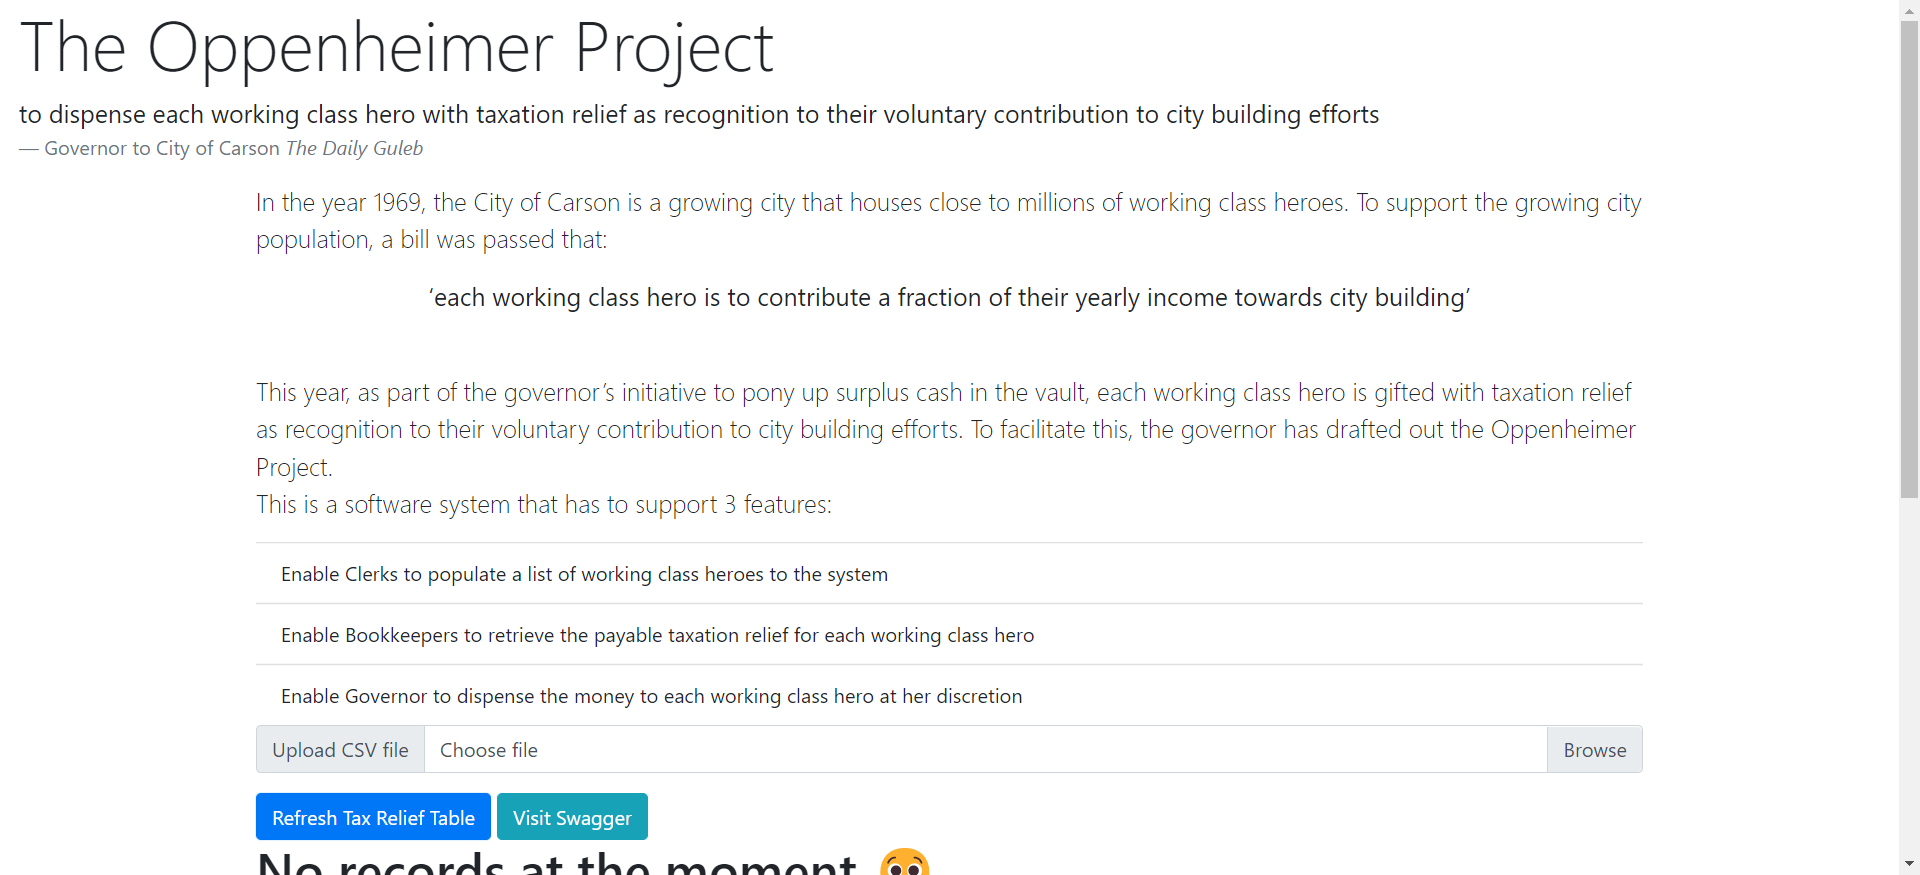 The Oppenheimer Project
to dispense each working class hero with taxation relief as recognition to their voluntary contribution to city building efforts
— Governor to City of Carson The Daily Guleb
In the year 1969, the City of Carson is a growing city that houses close to millions of working class heroes. To support the growing city
population, a bill was passed that:
‘each working class hero is to contribute a fraction of their yearly income towards city building’
This year, as part of the governor’s initiative to pony up surplus cash in the vault, each working class hero is gifted with taxation relief
as recognition to their voluntary contribution to city building efforts. To facilitate this, the governor has drafted out the Oppenheimer
Project.
This is a software system that has to support 3 features:
Enable Clerks to populate a list of working class heroes to the system
Enable Bookkeepers to retrieve the payable taxation relief for each working class hero
Enable Governor to dispense the money to each working class hero at her discretion
Upload CSV file Choose file Browse
Refresh Tax Relief Table Visit Swagger
No records at the moment